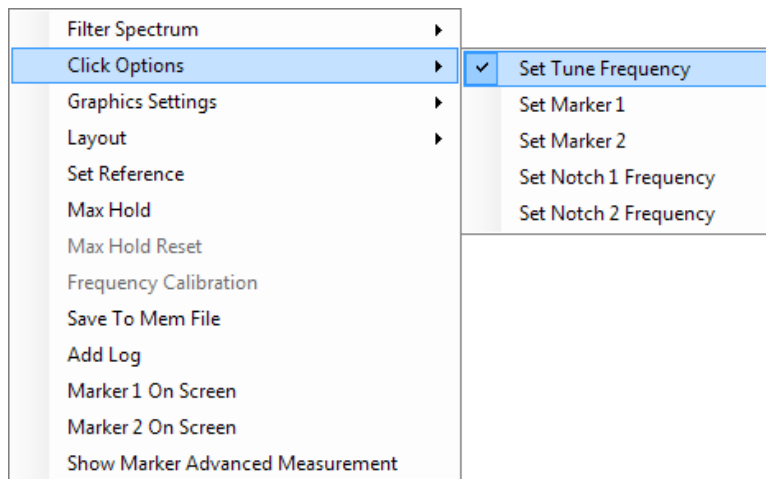 Filter Spectrum
Click Options
Graphics Settings
Layout
Set Reference
Max Hold
Max Hold Reset
Frequency Calibration
Save To Mem File
Add Log
Marker 1 On Screen
Marker 2 On Screen
Show Marker Advanced Measurement
Set Tune Frequency
Set Marker 1
Set Marker 2
Set Notch 1 Frequency
Set Notch 2 Frequency